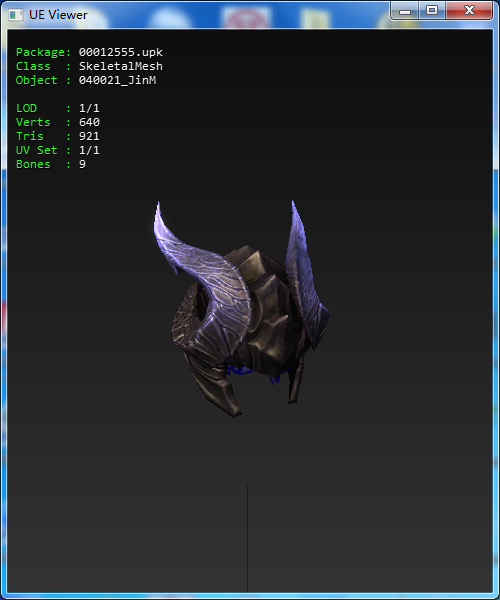 UE Viewer
Package: 00012555.upk
Class : SkeletalMesh
Object : 040021_JinM
LOD : 1/1
Verts : 640
Tris : 921
UV Set : 1/1
Bones : 9